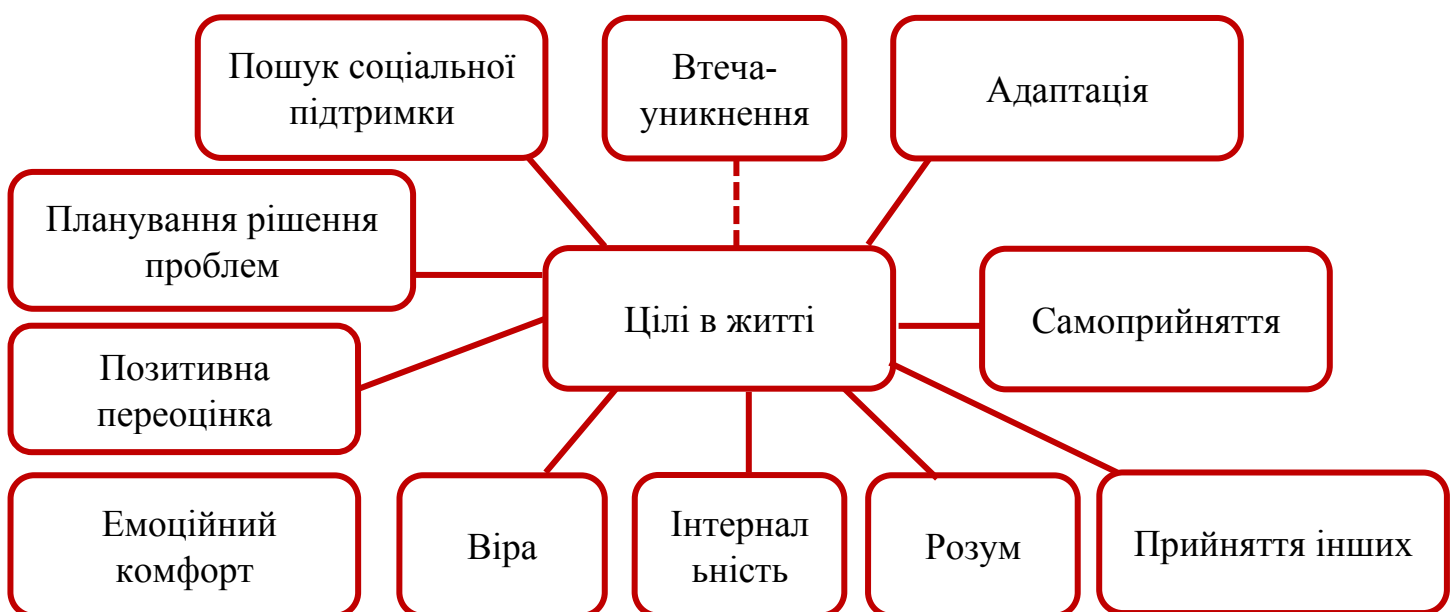 Пошук соціальної
підтримки
Втеча-
уникнення
Адаптація
Планування рішення
проблем
Цілі в житті
Самоприйняття
Позитивна
переоцінка
Емоційний
комфорт
Віра
Інтернал
ьність
Розум
Прийняття інших